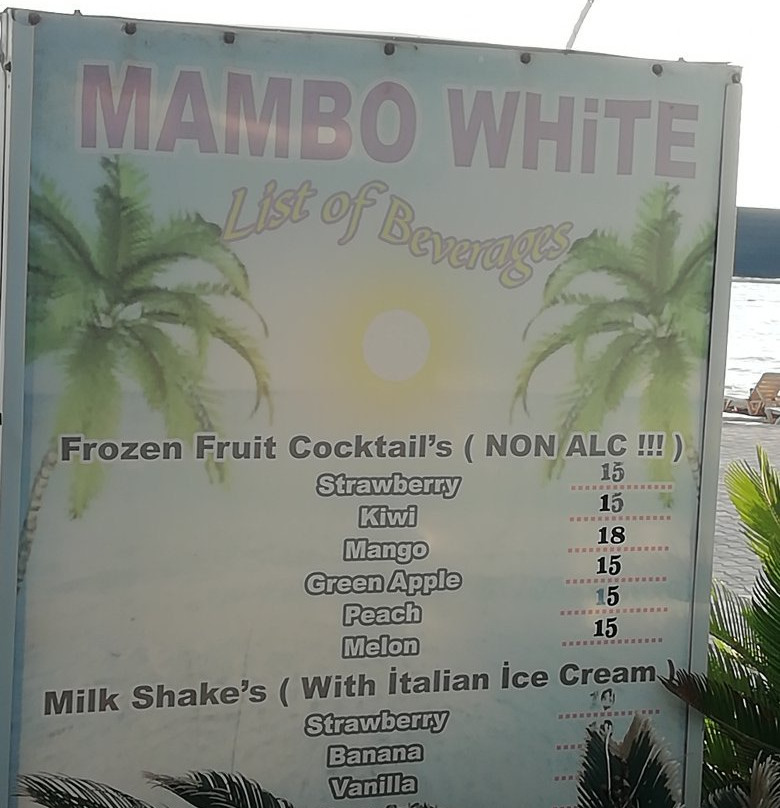 MAMBO WHiTE
List of Beverages
Frozen Fruit Cocktail's ( NON ALC !!! )
Strawberry 15
Kiwi 15
Mango 18
Green Apple 15
Peach 15
Melon 15
Milk Shake's ( With İtalian İce Cream )
Strawberry
Banana
Vanilla